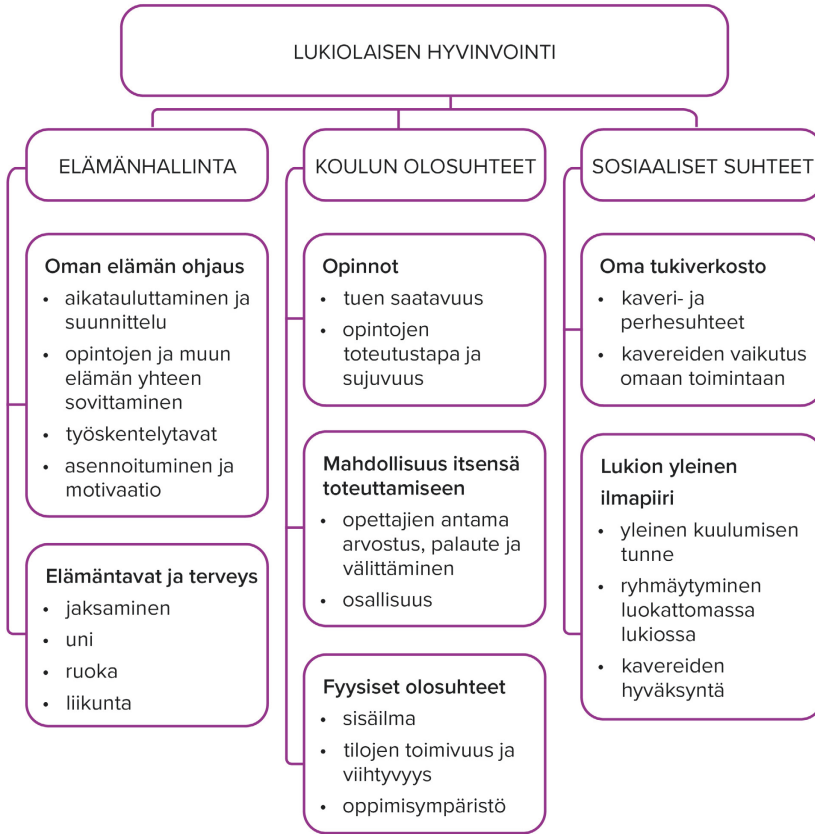 LUKIOLAISEN HYVINVOINTI
ELÄMÄNHALLINTA
Oman elämän ohjaus
• aikatauluttaminen ja
suunnittelu
• opintojen ja muun
elämän yhteen
sovittaminen
• työskentelytavat
• asennoituminen ja
motivaatio
Elämäntavat ja terveys
• jaksaminen
• uni
• ruoka
• liikunta
KOULUN OLOSUHTEET
Opinnot
• tuen saatavuus
• opintojen
toteutustapa ja
sujuvuus
Mahdollisuus itsensä
toteuttamiseen
• opettajien antama
arvostus, palaute ja
välittäminen
• osallisuus
Fyysiset olosuhteet
• sisäilma
• tilojen toimivuus ja
viihtyvyys
• oppimisympäristö
SOSIAALISET SUHTEET
Oma tukiverkosto
• kaveri- ja
perhesuhteet
• kavereiden vaikutus
omaan toimintaan
Lukion yleinen
ilmapiiri
• yleinen kuulumisen
tunne
• ryhmäytyminen
luokattomassa
lukiossa
• kavereiden
hyväksyntä